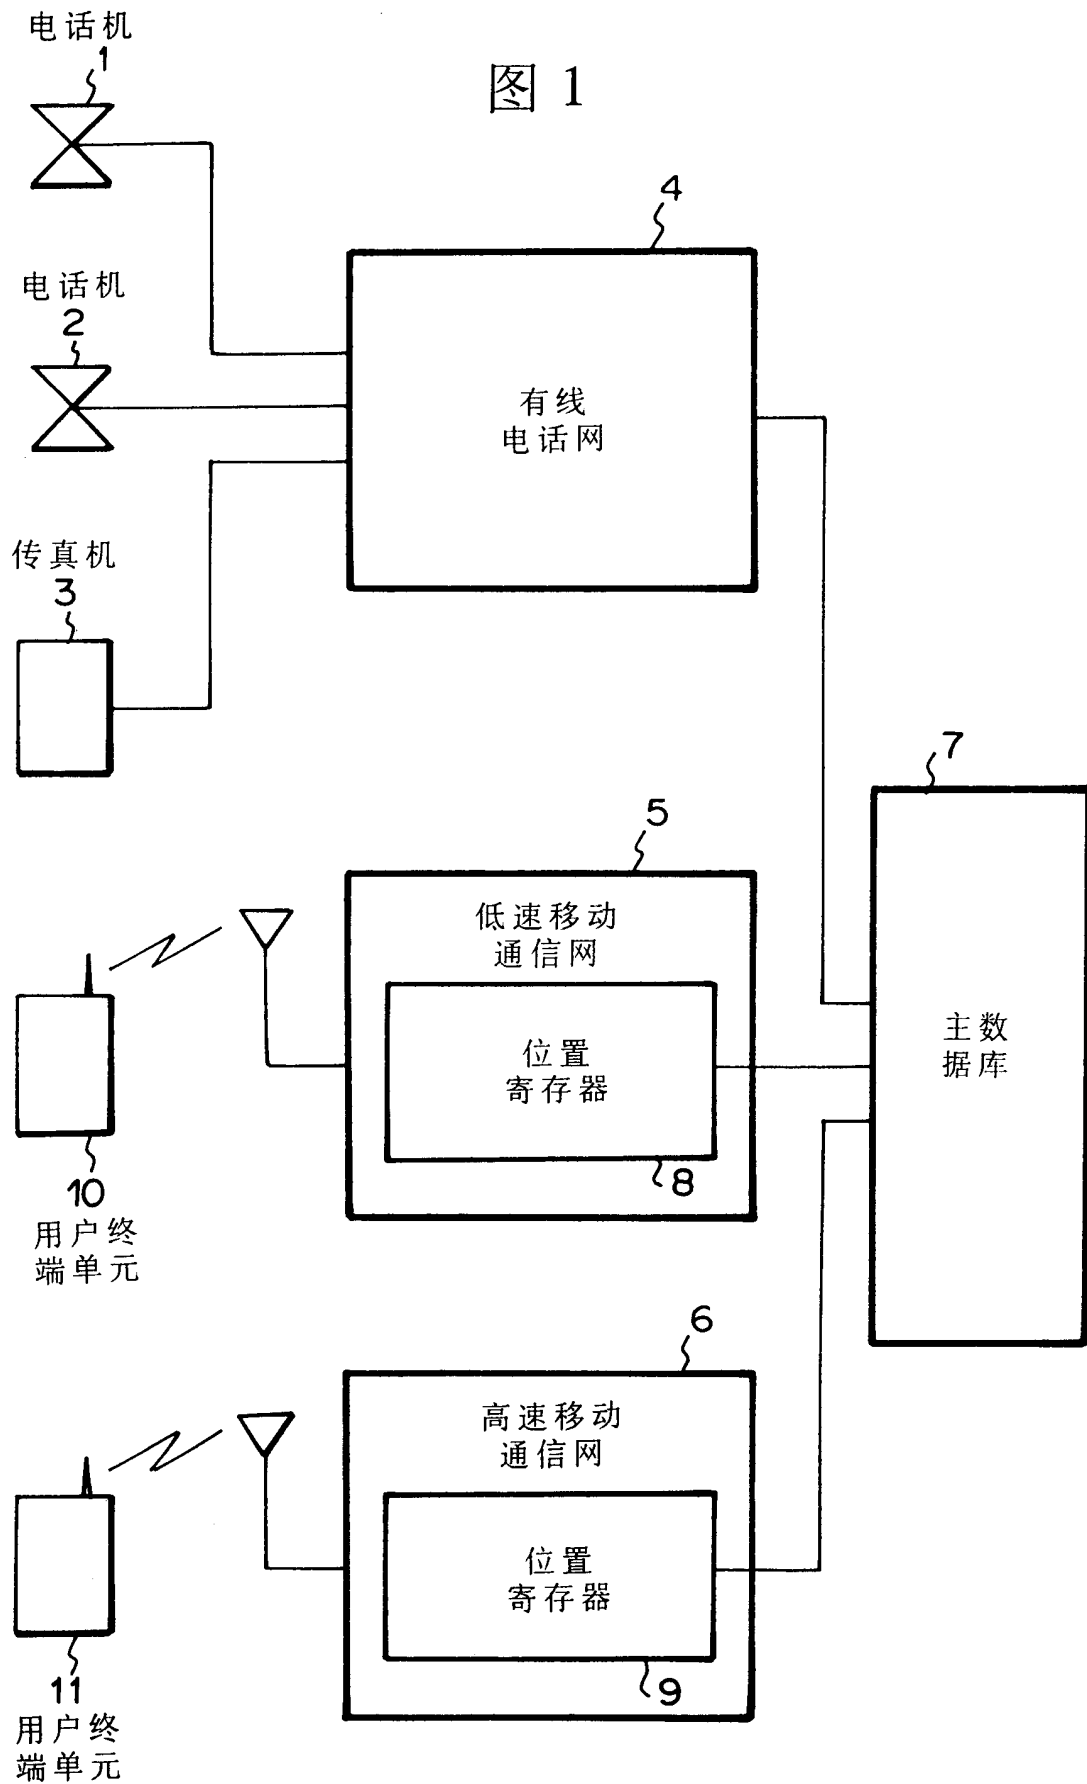 电话机
1
图 1
4
电话机
2
有线
电话网
传真机
3
7
5
低速移动
通信网
位置
寄存器
8
主数
据库
10
用户终
端单元
6
高速移动
通信网
位置
寄存器
9
11
用户终
端单元